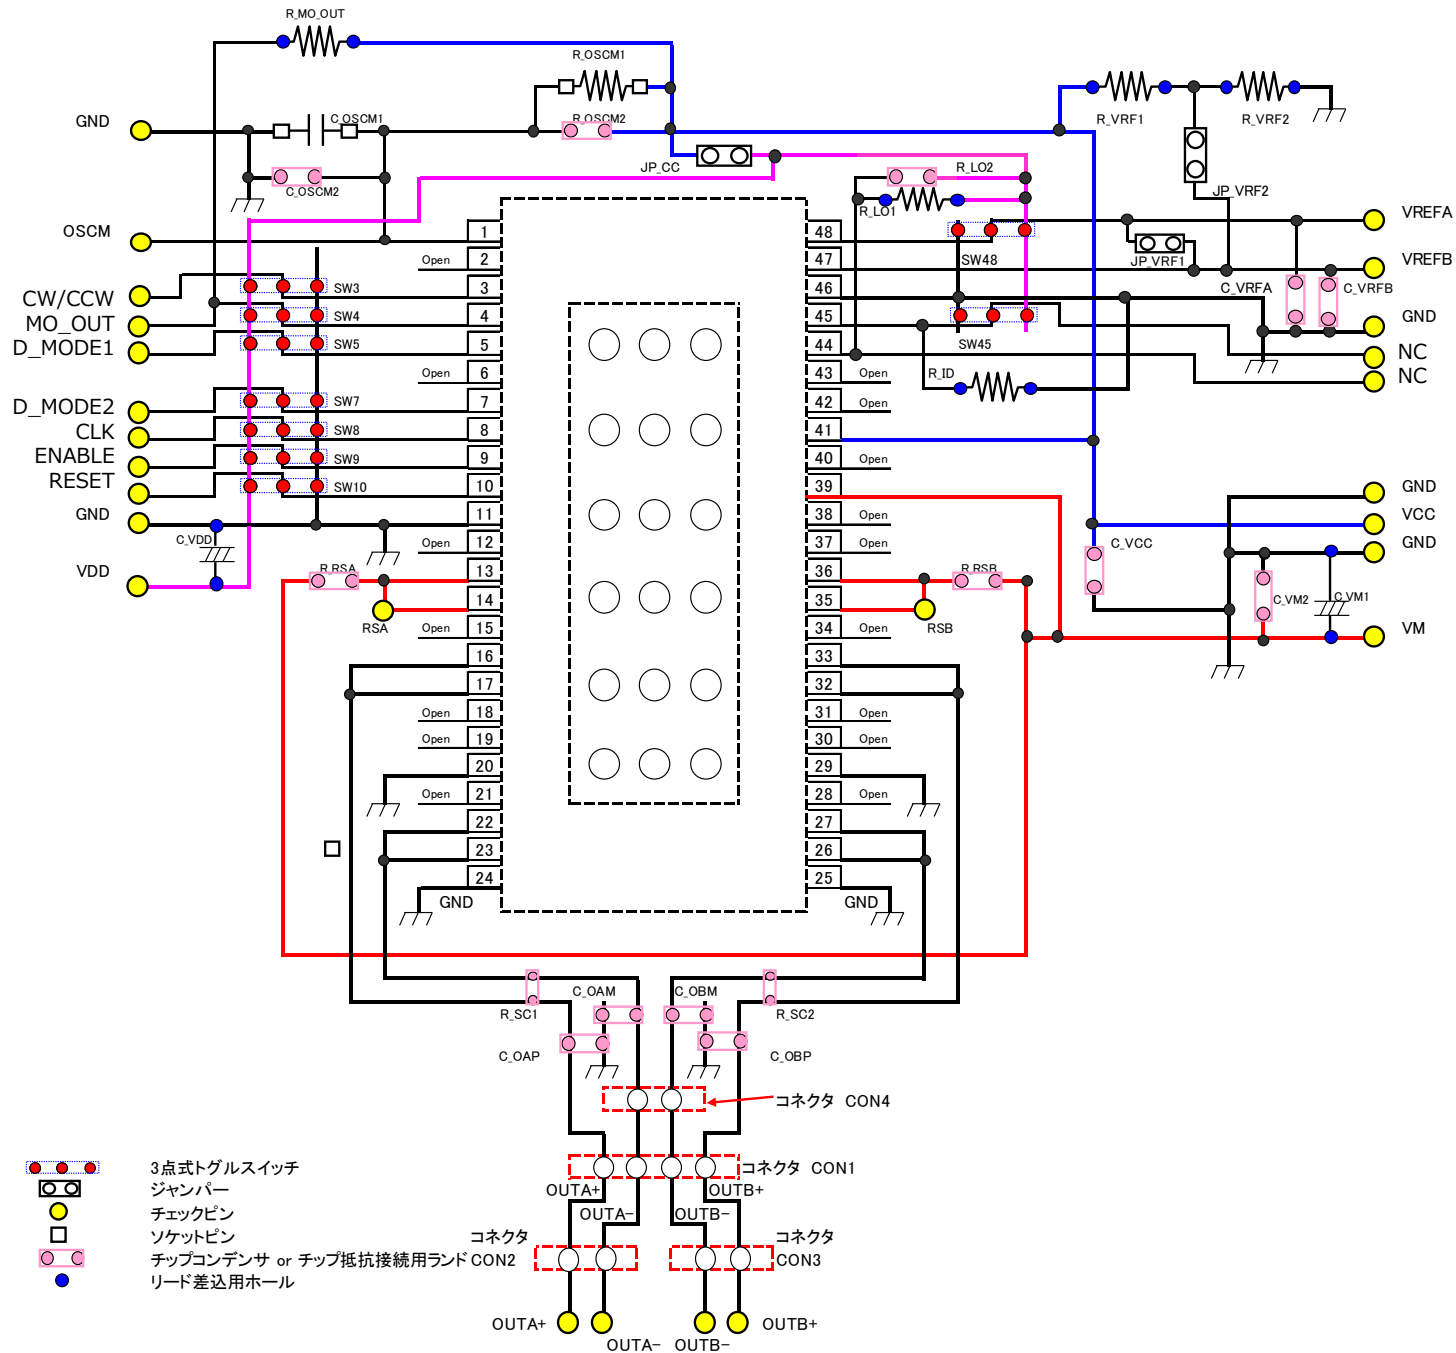 R_MO_OUT
R_OSCM1
GND
C_OSCM1
R_OSCM2
R_VRF1
R_VRF2
JP_CC
R_LO2
C_OSCM2
R_LO1
JP_VRF2
OSCM
1
48
VREFA
Open
2
47
SW48
JP_VRF1
VREFB
CW/CCW
SW3
3
46
C_VRFA
C_VRFB
MO_OUT
SW4
4
45
GND
D_MODE1
SW5
5
44
SW45
NC
Open
6
43
Open
R_ID
NC
D_MODE2
SW7
7
42
Open
CLK
SW8
8
41
ENABLE
SW9
9
40
Open
RESET
SW10
10
39
GND
GND
11
38
Open
VCC
C_VDD
Open
12
37
Open
C_VCC
GND
VDD
R_RSA
13
36
R_RSB
14
35
C_VM2
C_VM1
RSA
Open
15
34
Open
RSB
VM
16
33
17
32
Open
18
31
Open
Open
19
30
Open
20
29
Open
21
28
Open
22
27
23
26
24
25
GND
GND
C_OAM
C_OBM
R_SC1
R_SC2
C_OAP
C_OBP
コネクタ CON4
3点式トグルスイッチ
コネクタ CON1
ジャンパー
OUTA+
OUTB+
チェックピン
OUTA-
OUTB-
ソケットピン
コネクタ
コネクタ
チップコンデンサ or チップ抵抗接続用ランド
CON2
CON3
リード差込用ホール
OUTA+
OUTB+
OUTA-
OUTB-